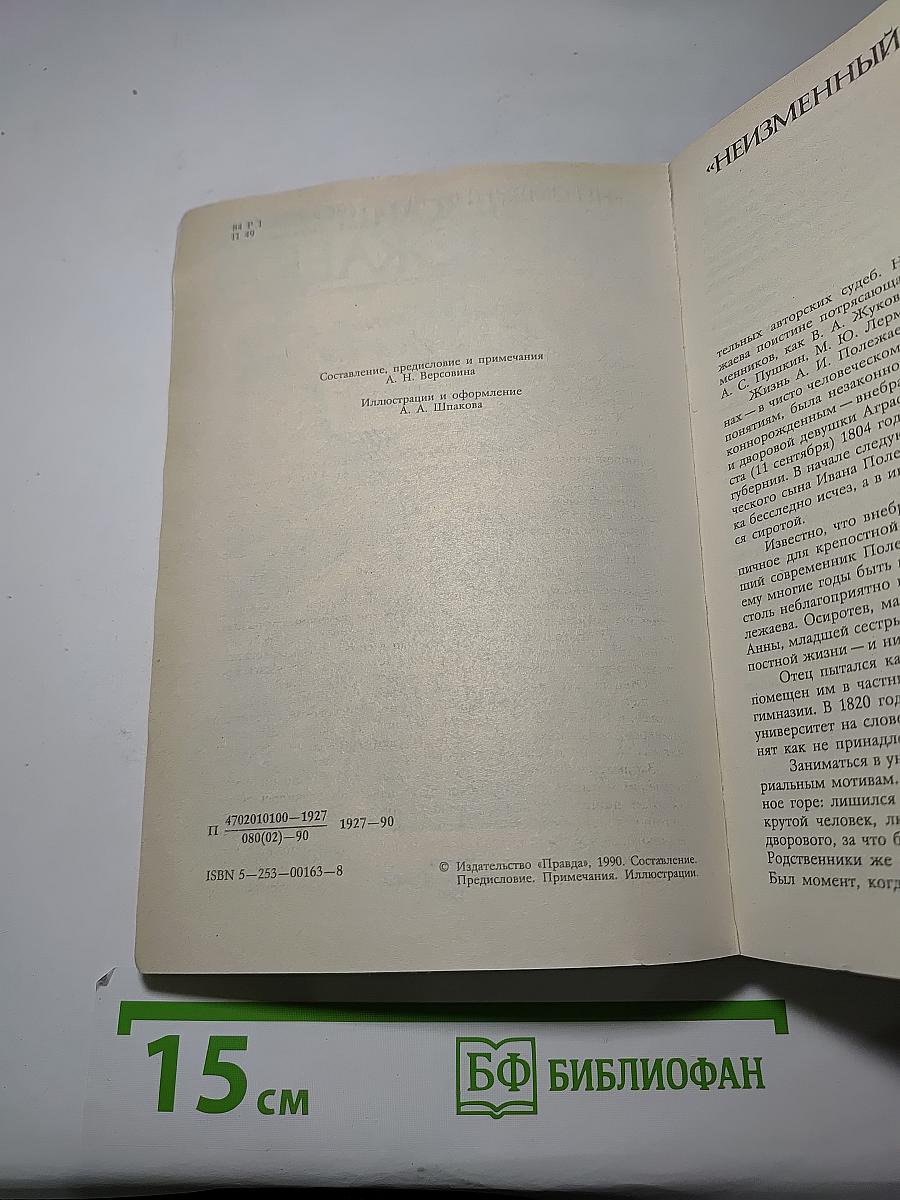 84 Р 1
П 49
Составление, предисловие и примечания
А. Н. Версовина
Иллюстрации и оформление
А. А. Шпакова
П 4702010100—1927 1927—90
080(02)—90
ISBN 5—253—00163—8
© Издательство «Правда», 1990. Составление.
Предисловие. Примечания. Иллюстрации.
«НЕИЗМЕННЫЙ
тельных авторских судеб. Н
жаева поистине потрясающа
менников, как В. А. Жуков
А. С. Пушкин, М. Ю. Лерм
Жизнь А. И. Полежае
нах — в чисто человеческом
понятиям, была незаконно
коннорожденным — внебра
и дворовой девушки Аграф
ста (11 сентября) 1804 год
губернии. В начале следую
ческого сына Ивана Поле
ка бесследно исчез, а в и
ся сиротой.
Известно, что внебр
пичное для крепостной
ший современник Поле
ему многие годы быть
столь неблагоприятно
лежаева. Осиротев, ма
Анны, младшей сестры
постной жизни — и ни
Отец пытался ка
помещен им в частн
гимназии. В 1820 год
университет на слове
нят как не принадле
Заниматься в ун
риальным мотивам.
ное горе: лишился
крутой человек, ли
дворового, за что б
Родственники же
Был момент, когд
15 см
БФ БИБЛИОФАН